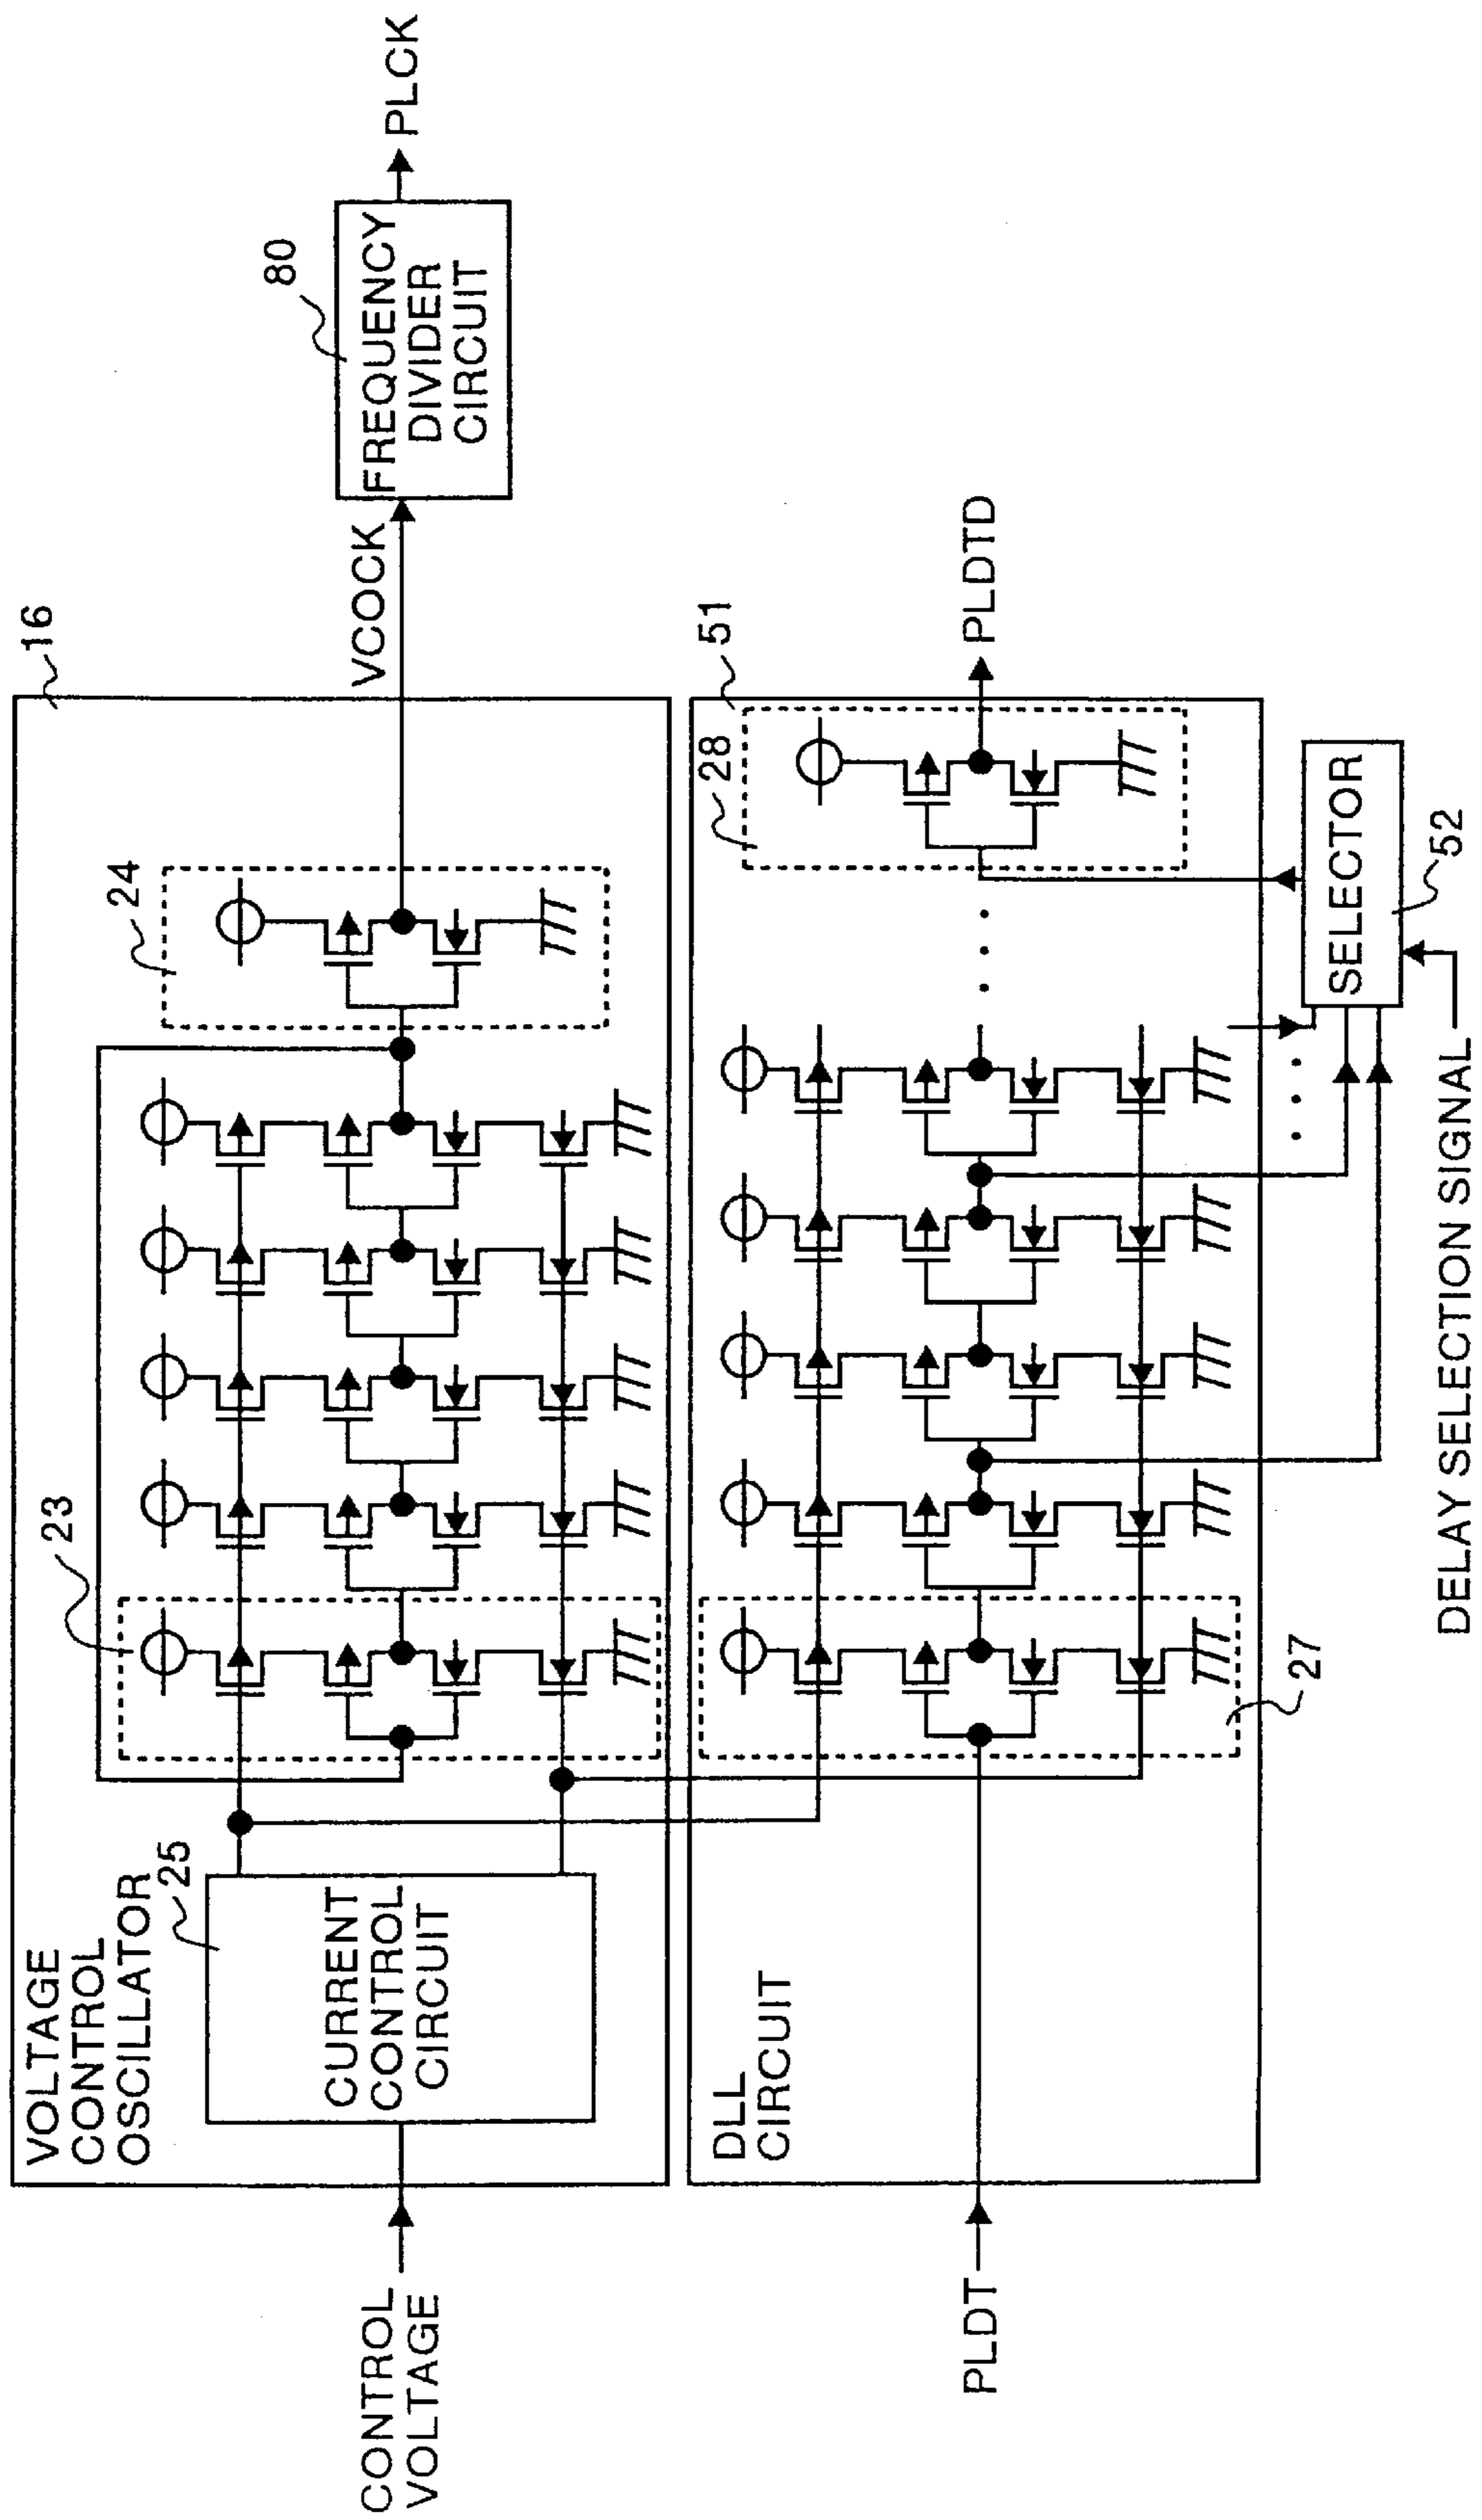 VOLTAGE
CONTROL
OSCILLATOR
16
CONTROL
VOLTAGE
25
CURRENT
CONTROL
CIRCUIT
23
24
VCOCK
80
FREQUENCY
DIVIDER
CIRCUIT
PLCK
DLL
CIRCUIT
51
PLDT
27
28
PLDTD
SELECTOR
52
DELAY SELECTION SIGNAL